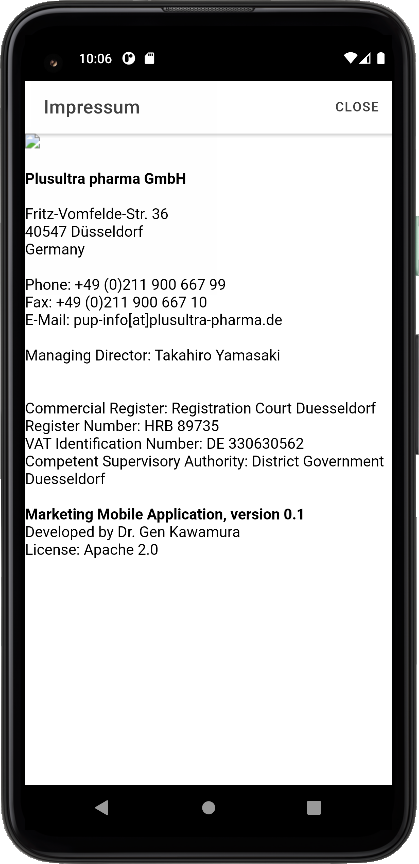 10:06
Impressum
CLOSE
Plusultra pharma GmbH
Fritz-Vomfelde-Str. 36
40547 Düsseldorf
Germany
Phone: +49 (0)211 900 667 99
Fax: +49 (0)211 900 667 10
E-Mail: pup-info[at]plusultra-pharma.de
Managing Director: Takahiro Yamasaki
Commercial Register: Registration Court Duesseldorf
Register Number: HRB 89735
VAT Identification Number: DE 330630562
Competent Supervisory Authority: District Government
Duesseldorf
Marketing Mobile Application, version 0.1
Developed by Dr. Gen Kawamura
License: Apache 2.0